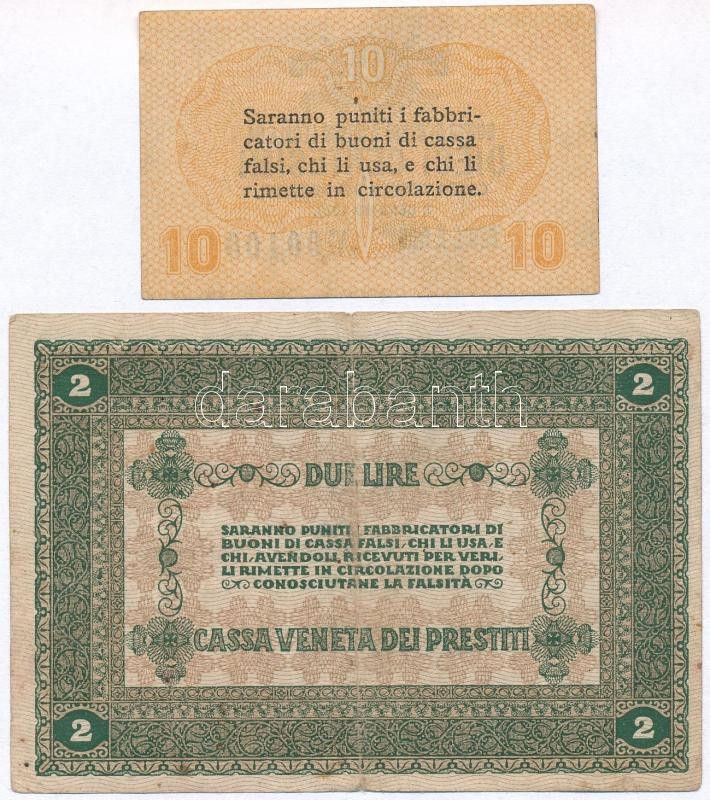 10
Saranno puniti i fabbri-
catori di buoni di cassa
falsi, chi li usa, e chi li
rimette in circolazione.
10 10
2 2
darabanth
DUE LIRE
SARANNO PUNITI I FABBRICATORI DI
BUONI DI CASSA FALSI, CHI LI USA, E
CHI, AVENDOLI, RICEVUTI PER VERI,
LI RIMETTE IN CIRCOLAZIONE DOPO
CONOSCIUTANE LA FALSITÀ
CASSA VENETA DEI PRESTITI
2 2